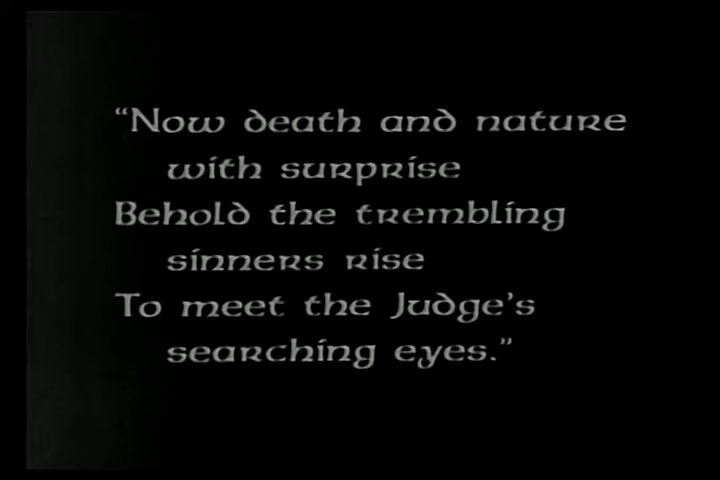 “Now death and nature
with surprise
Behold the trembling
sinners rise
To meet the Judge’s
searching eyes.”